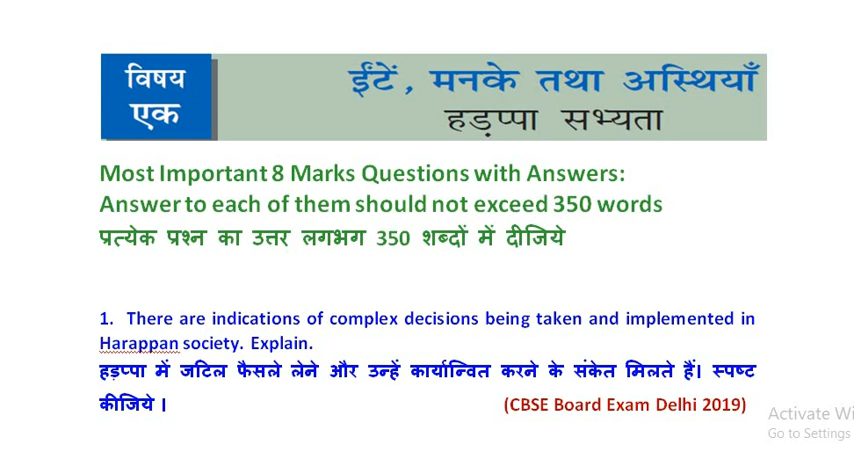 विषय
एक
ईंटें, मनके तथा अस्थियाँ
हड़प्पा सभ्यता
Most Important 8 Marks Questions with Answers:
Answer to each of them should not exceed 350 words
प्रत्येक प्रश्न का उत्तर लगभग 350 शब्दों में दीजिये
1. There are indications of complex decisions being taken and implemented in
Harappan society. Explain.
हड़प्पा में जटिल फैसले लेने और उन्हें कार्यान्वित करने के संकेत मिलते हैं। स्पष्ट
कीजिये । (CBSE Board Exam Delhi 2019)
Activate Wi
Go to Settings